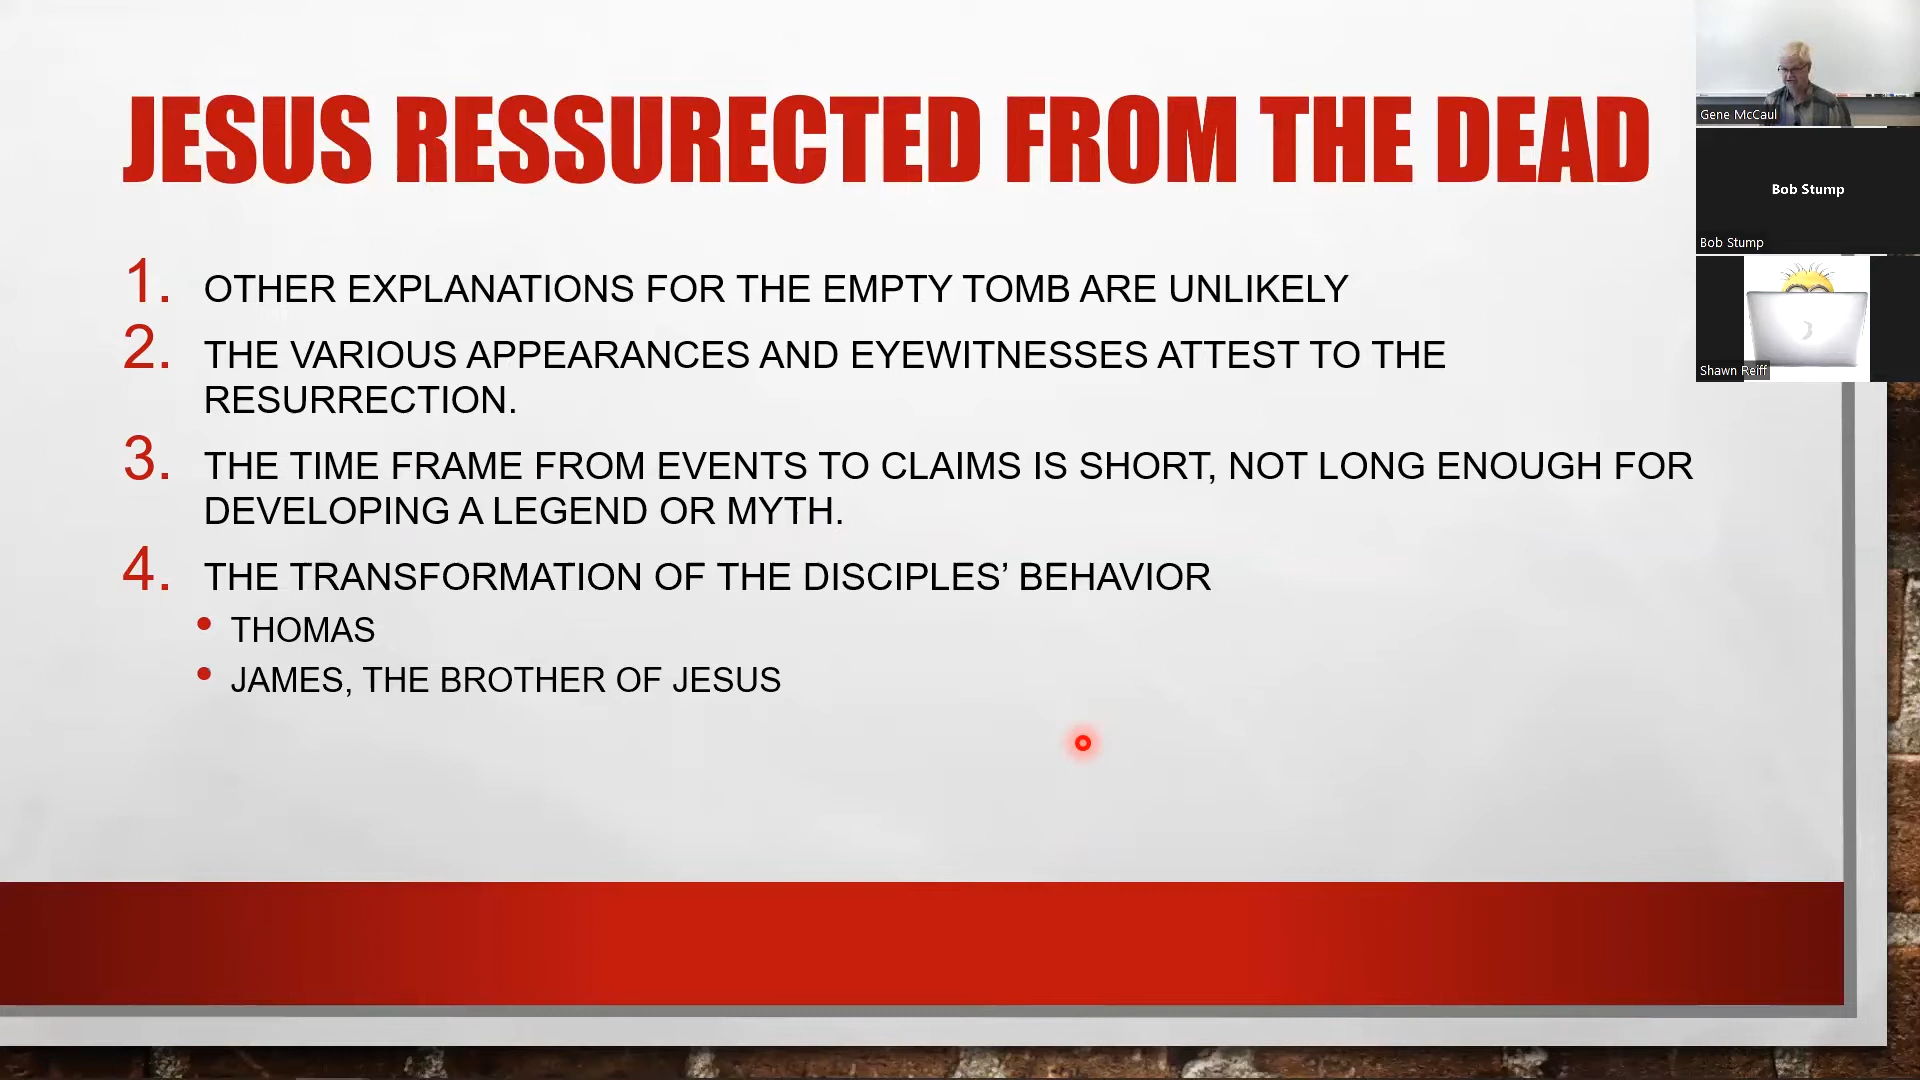 JESUS RESSURECTED FROM THE DEAD
1. OTHER EXPLANATIONS FOR THE EMPTY TOMB ARE UNLIKELY
2. THE VARIOUS APPEARANCES AND EYEWITNESSES ATTEST TO THE
RESURRECTION.
3. THE TIME FRAME FROM EVENTS TO CLAIMS IS SHORT, NOT LONG ENOUGH FOR
DEVELOPING A LEGEND OR MYTH.
4. THE TRANSFORMATION OF THE DISCIPLES’ BEHAVIOR
• THOMAS
• JAMES, THE BROTHER OF JESUS
Gene McCaul
Bob Stump
Bob Stump
Shawn Reiff